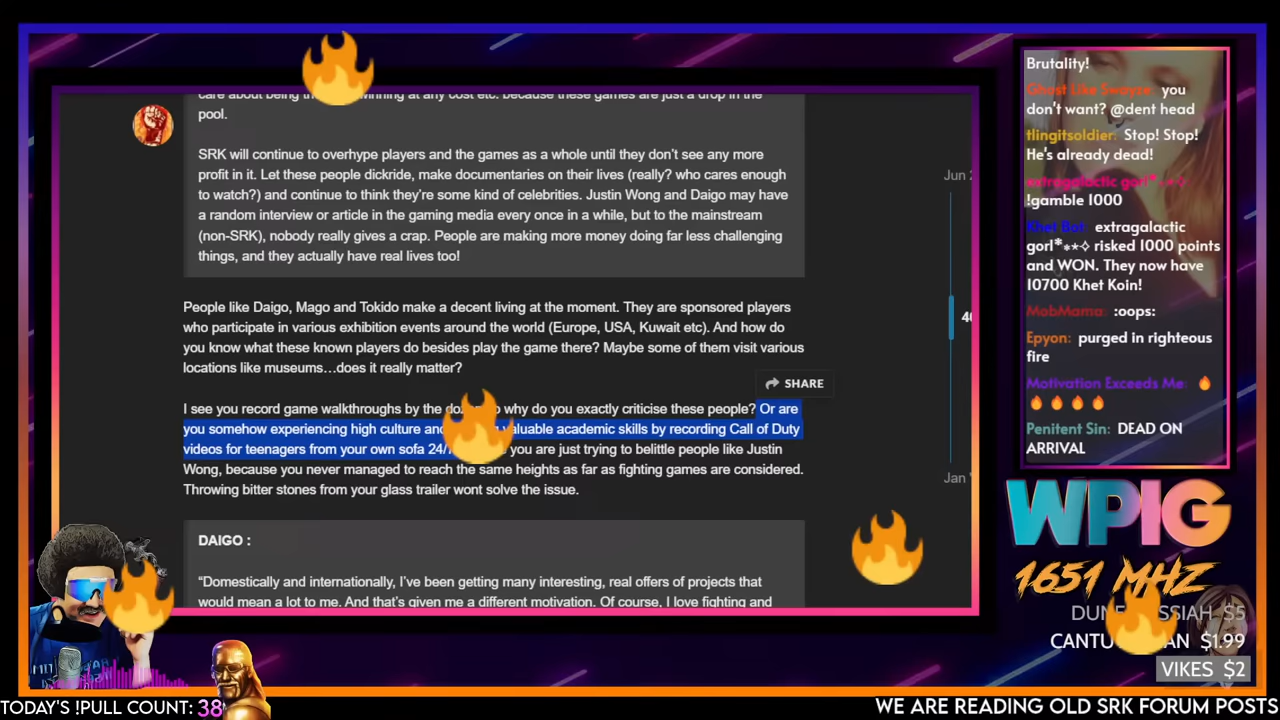 care about being the winning at any cost etc. because these games are just a drop in the
pool.
SRK will continue to overhype players and the games as a whole until they don't see any more
profit in it. Let these people dickride, make documentaries on their lives (really? who cares enough
to watch?) and continue to think they're some kind of celebrities. Justin Wong and Daigo may have
a random interview or article in the gaming media every once in a while, but to the mainstream
(non-SRK), nobody really gives a crap. People are making more money doing far less challenging
things, and they actually have real lives too!
People like Daigo, Mago and Tokido make a decent living at the moment. They are sponsored players
who participate in various exhibition events around the world (Europe, USA, Kuwait etc). And how do
you know what these known players do besides play the game there? Maybe some of them visit various
locations like museums…does it really matter?
SHARE
I see you record game walkthroughs by the why do you exactly criticise these people? Or are
you somehow experiencing high culture and valuable academic skills by recording Call of Duty
videos for teenagers from your own sofa 24/ you are just trying to belittle people like Justin
Wong, because you never managed to reach the same heights as far as fighting games are considered.
Throwing bitter stones from your glass trailer wont solve the issue.
DAIGO :
“Domestically and internationally, I've been getting many interesting, real offers of projects that
would mean a lot to me. And that's given me a different motivation. Of course, I love fighting and
Jun
40
Jan
Brutality!
Ghost Like Swayze: you
don't want? @dent head
tlingitsoldier: Stop! Stop!
He's already dead!
extragalactic gorl*⋆⋆✧:
!gamble 1000
Khet Bot: extragalactic
gorl*⋆⋆✧ risked 1000 points
and WON. They now have
10700 Khet Koin!
MobMama: :oops:
Epyon: purged in righteous
fire
Motivation Exceeds Me: 🔥
🔥🔥🔥🔥
Penitent Sin: DEAD ON
ARRIVAL
WPIG
1651 MHZ
DUNE $5
CANTU $1.99
VIKES $2
TODAY'S !PULL COUNT: 38
WE ARE READING OLD SRK FORUM POSTS